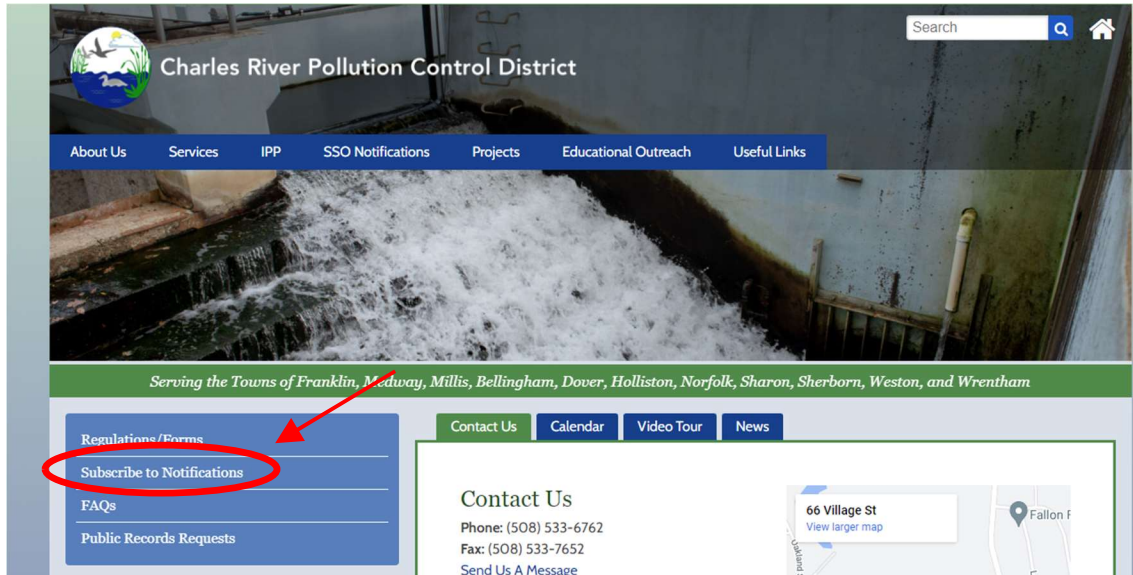 Search
Charles River Pollution Control District
About Us Services IPP SSO Notifications Projects Educational Outreach Useful Links
Serving the Towns of Franklin, Medway, Millis, Bellingham, Dover, Holliston, Norfolk, Sharon, Sherborn, Weston, and Wrentham
Regulations/Forms
Subscribe to Notifications
FAQs
Public Records Requests
Contact Us Calendar Video Tour News
Contact Us
Phone: (508) 533-6762
Fax: (508) 533-7652
Send Us A Message
66 Village St
View larger map
Fallon
Oakland